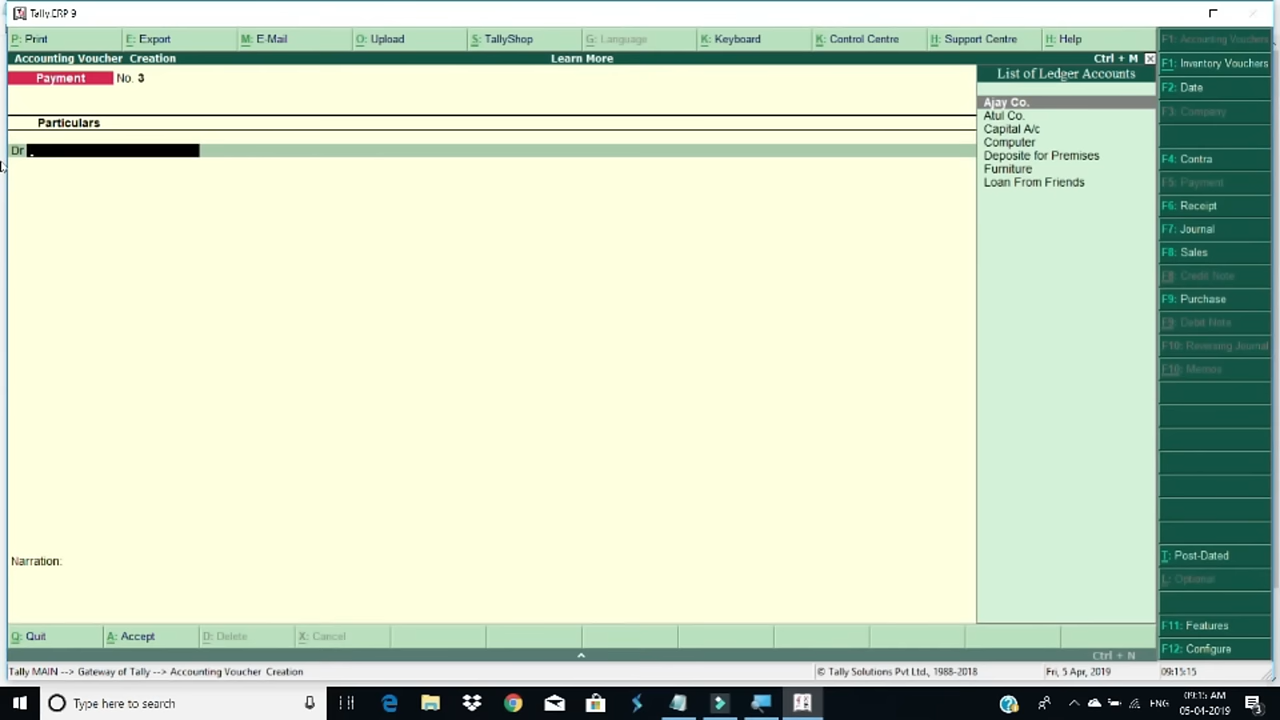 Tally.ERP 9
P: Print
E: Export
M: E-Mail
O: Upload
S: TallyShop
G: Language
K: Keyboard
K: Control Centre
H: Support Centre
H: Help
Accounting Voucher Creation
Learn More
Ctrl + M
Payment No. 3
Particulars
Dr
List of Ledger Accounts
Ajay Co.
Atul Co.
Capital A/c
Computer
Deposite for Premises
Furniture
Loan From Friends
F1: Accounting Vouchers
F1: Inventory Vouchers
F2: Date
F3: Company
F4: Contra
F5: Payment
F6: Receipt
F7: Journal
F8: Sales
F8: Credit Note
F9: Purchase
F9: Debit Note
F10: Reversing Journal
F10: Memos
T: Post-Dated
L: Optional
F11: Features
F12: Configure
Narration:
Q: Quit
A: Accept
D: Delete
X: Cancel
Ctrl + N
Tally MAIN --> Gateway of Tally --> Accounting Voucher Creation
© Tally Solutions Pvt Ltd., 1988-2018
Fri, 5 Apr, 2019
09:15:15
Type here to search
ENG
09:15 AM
05-04-2019
3